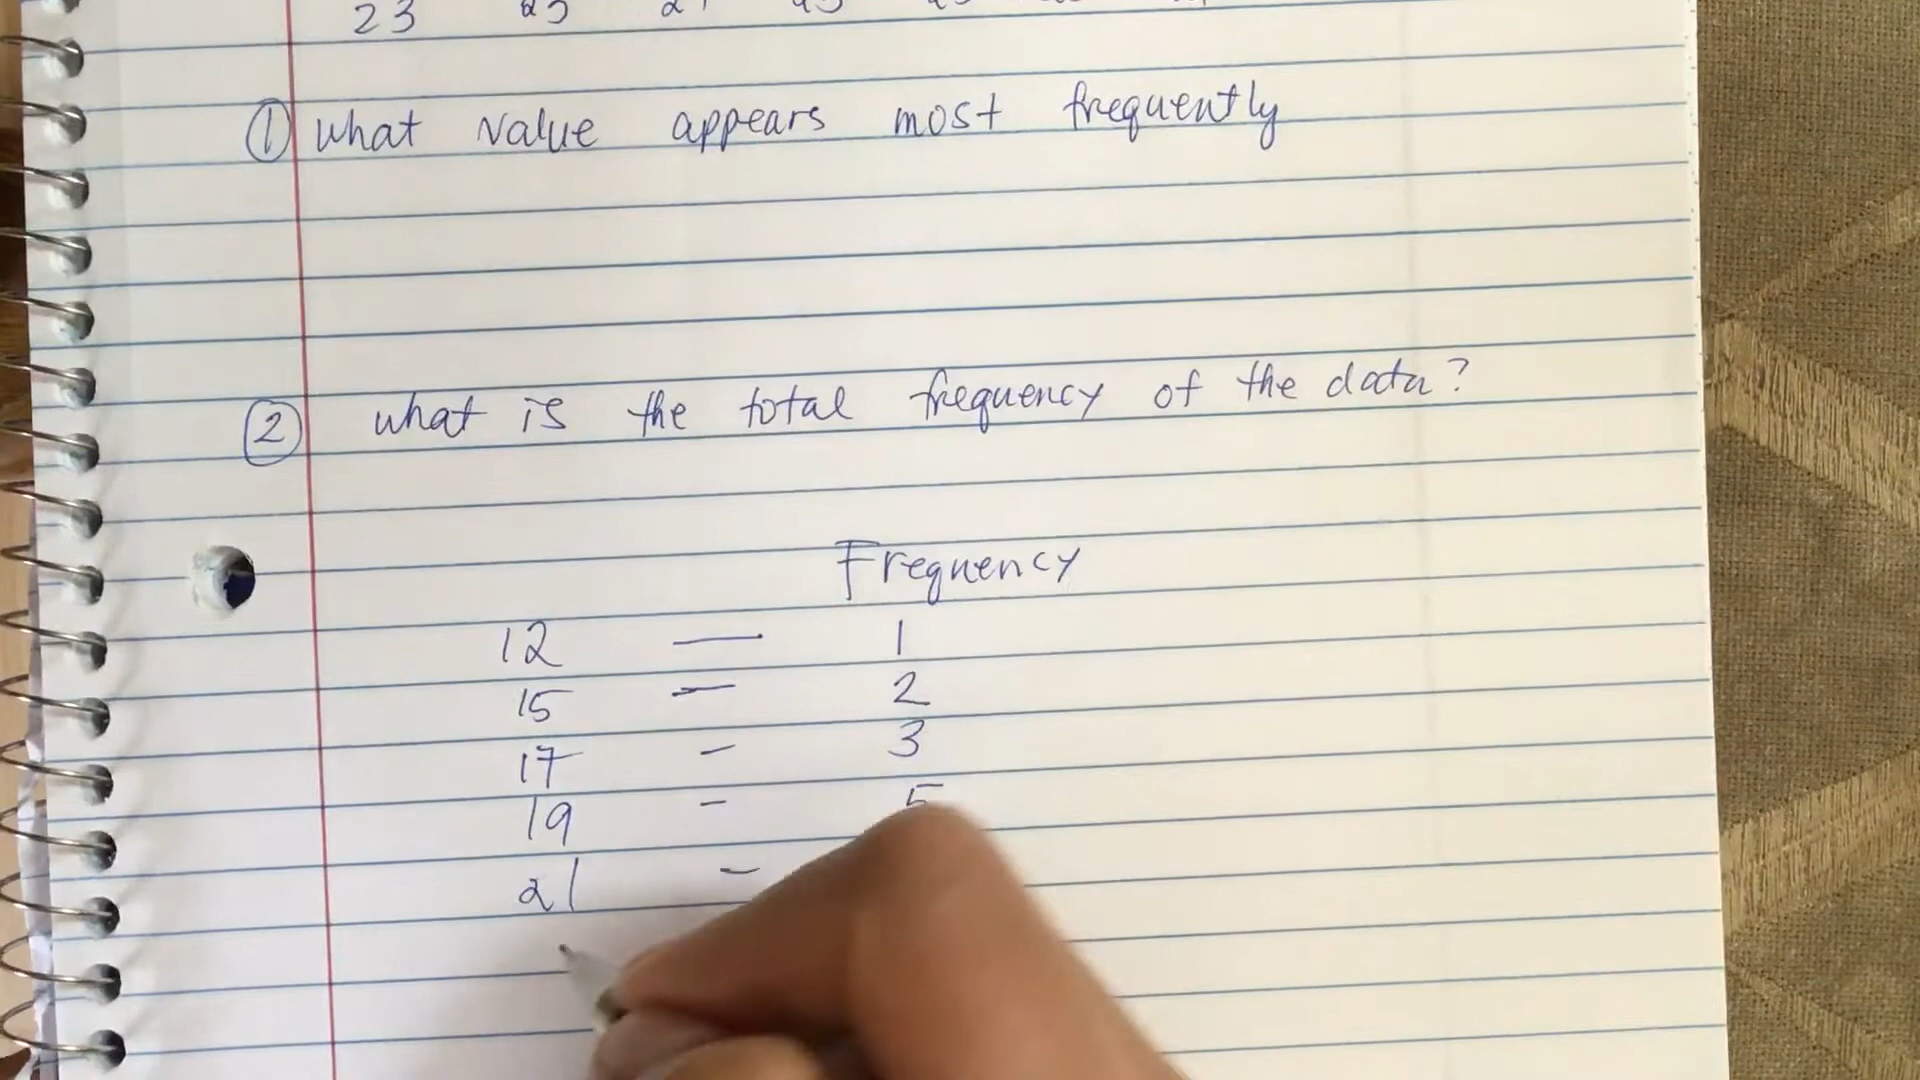 23
① what value appears most frequently
② what is the total frequency of the data?
Frequency
12 — 1
15 — 2
17 - 3
19 - 5
21 -